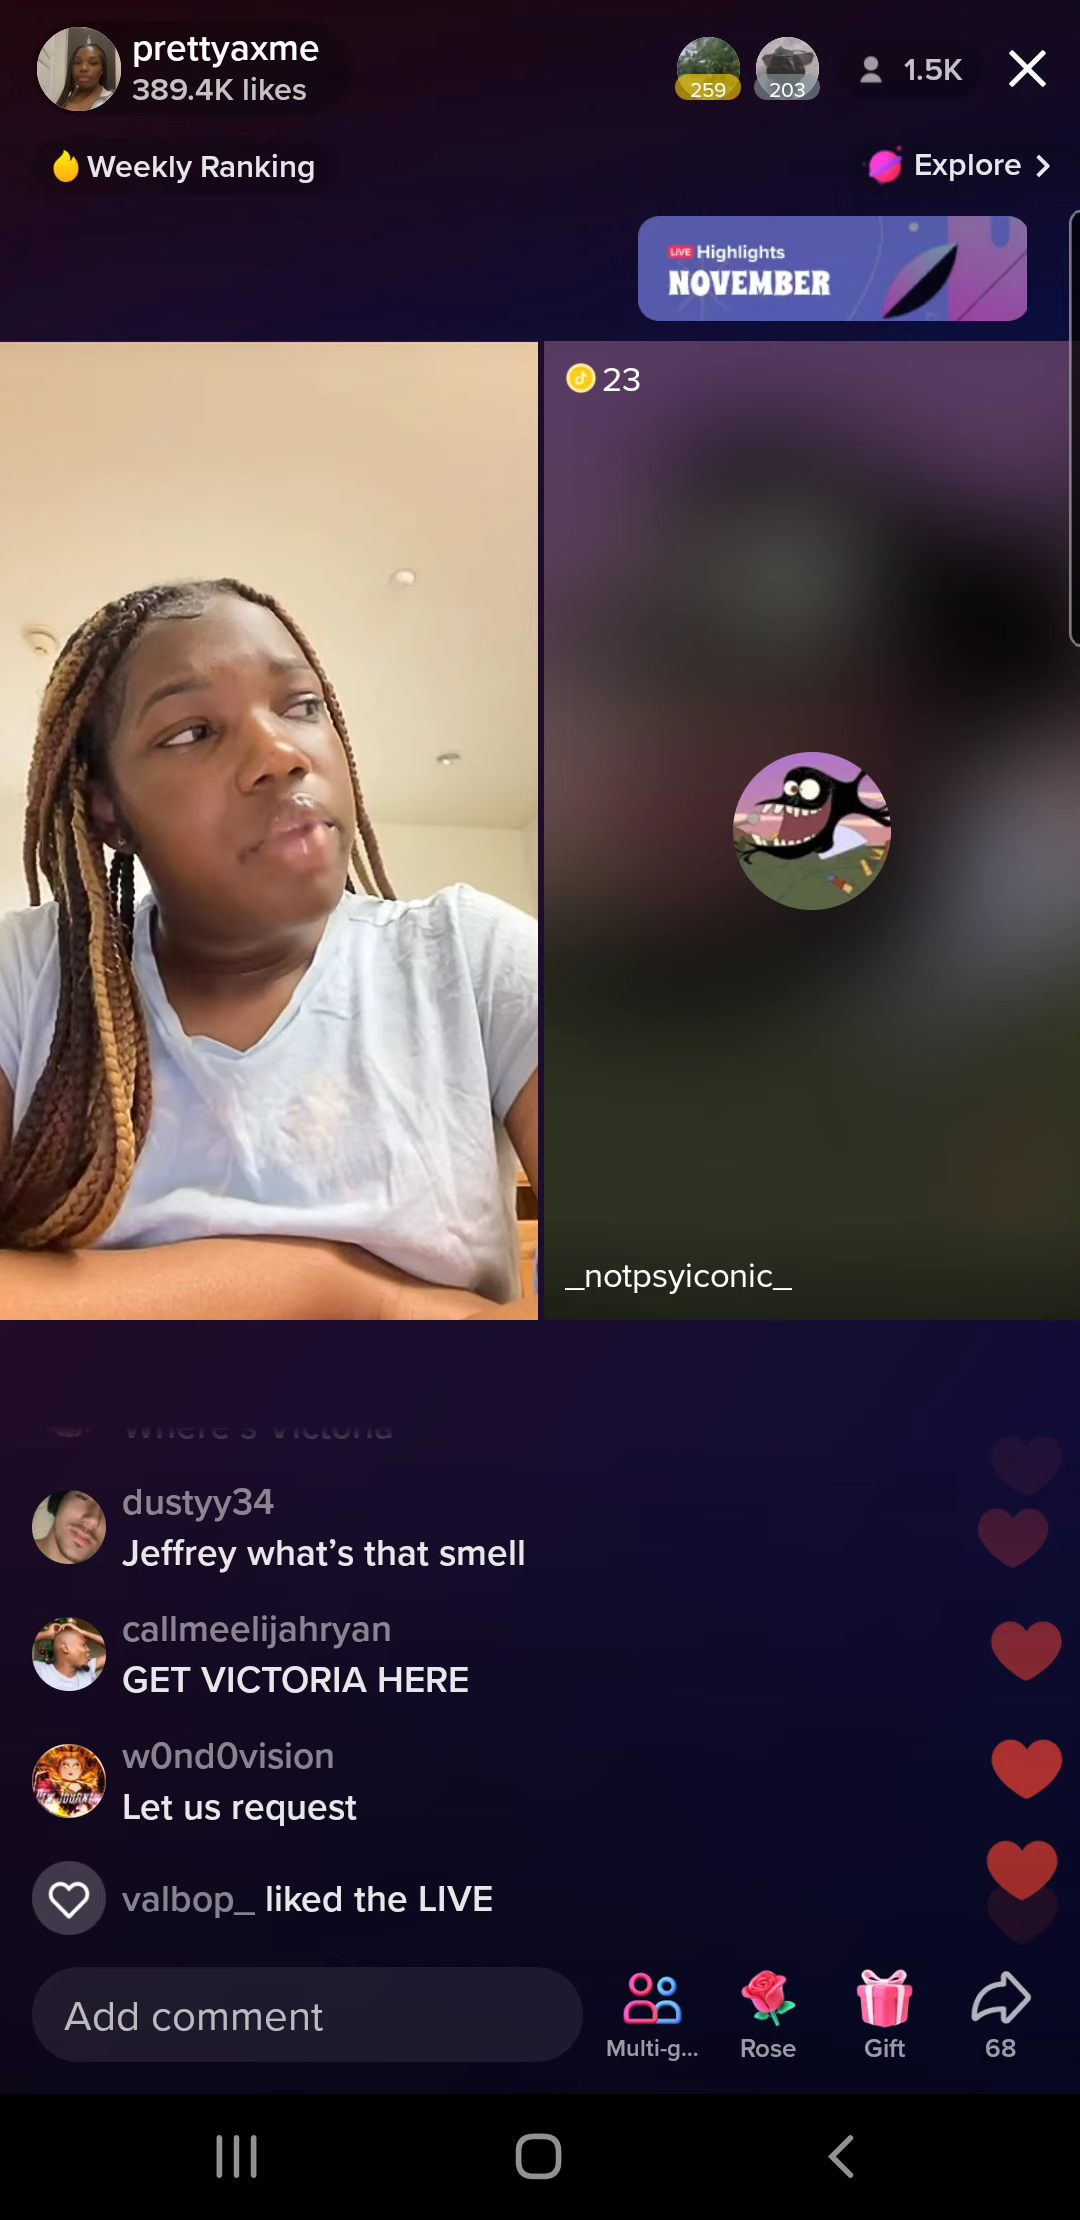 prettyaxme
389.4K likes
259
203
1.5K
Weekly Ranking
Explore
LIVE Highlights
NOVEMBER
23
_notpsyiconic_
Where's Victoria
dustyy34
Jeffrey what’s that smell
callmeelijahryan
GET VICTORIA HERE
w0nd0vision
Let us request
valbop_ liked the LIVE
Add comment
Multi-g...
Rose
Gift
68